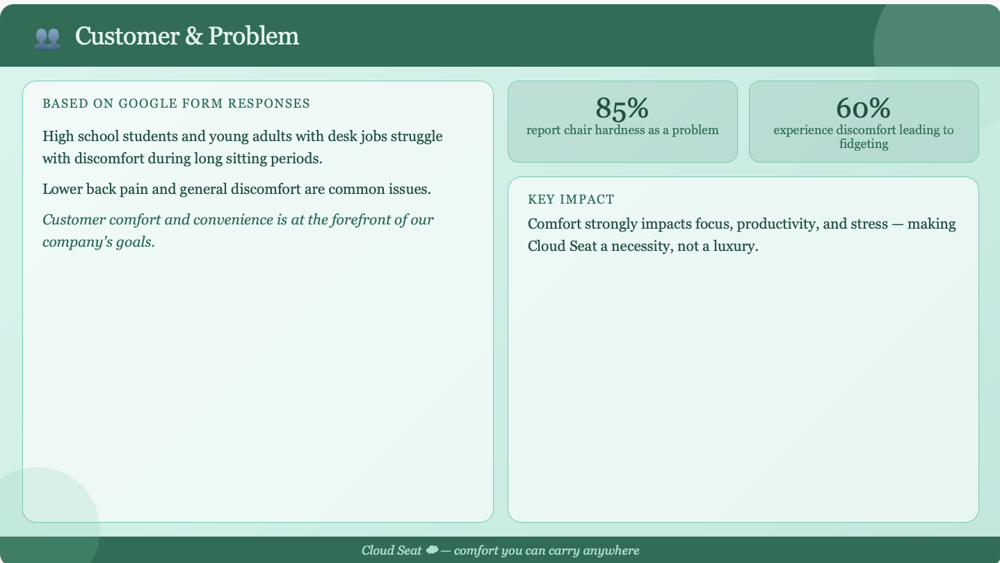 👥 Customer & Problem
BASED ON GOOGLE FORM RESPONSES
High school students and young adults with desk jobs struggle
with discomfort during long sitting periods.
Lower back pain and general discomfort are common issues.
Customer comfort and convenience is at the forefront of our
company's goals.
85%
report chair hardness as a problem
60%
experience discomfort leading to
fidgeting
KEY IMPACT
Comfort strongly impacts focus, productivity, and stress — making
Cloud Seat a necessity, not a luxury.
Cloud Seat ☁ — comfort you can carry anywhere